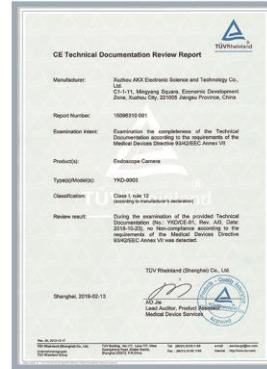 TÜVRheinland
CE Technical Documentation Review Report
Manufacturer: Xuzhou AKX Electronic Science and Technology Co.,
Ltd.
C1-1-11, Mingyang Square, Economic Development
Zone, Xuzhou City, 221005 Jiangsu Province, China
Report Number: 15096310 001
Examination intent: Examination the completeness of the Technical
Documentation according to the requirements of the
Medical Devices Directive 93/42/EEC Annex VII
Product(s): Endoscope Camera
Type(s)/Model(s): YKD-9003
Classification: Class I, rule 12
(according to manufacturer's declaration)
Review result: During the examination of the provided Technical
Documentation (No.: YKD/CE-01, Rev. A/0, Date:
2018-10-23), no Non-compliance according to the
requirements of the Medical Devices Directive
93/42/EEC Annex VII was detected.
TÜV Rheinland (Shanghai) Co., Ltd.
Shanghai, 2019-02-13
AO Jie
Lead Auditor, Product Assessor
Medical Device Services